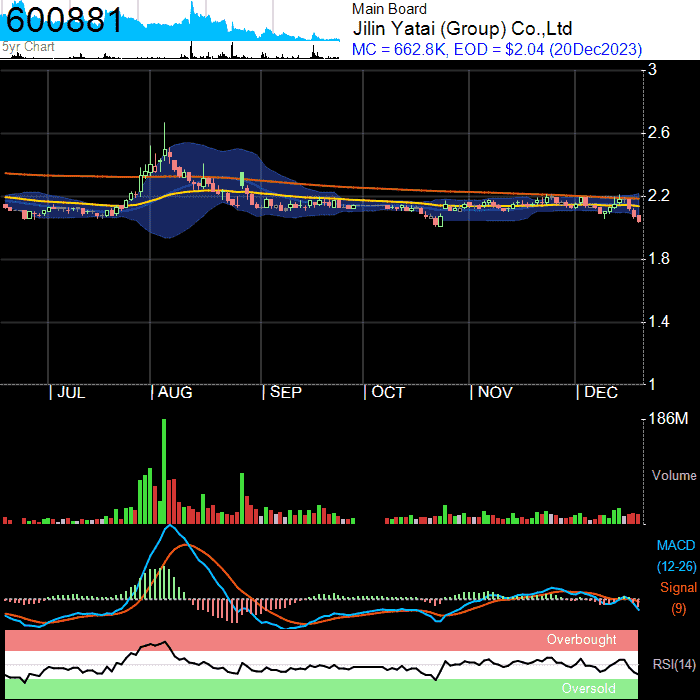 600881
5yr Chart
Main Board
Jilin Yatai (Group) Co.,Ltd
MC = 662.8K, EOD = $2.04 (20Dec2023)
3
2.6
2.2
1.8
1.4
1
JUL AUG SEP OCT NOV DEC
186M
Volume
MACD
(12-26)
Signal
(9)
Overbought
RSI(14)
Oversold